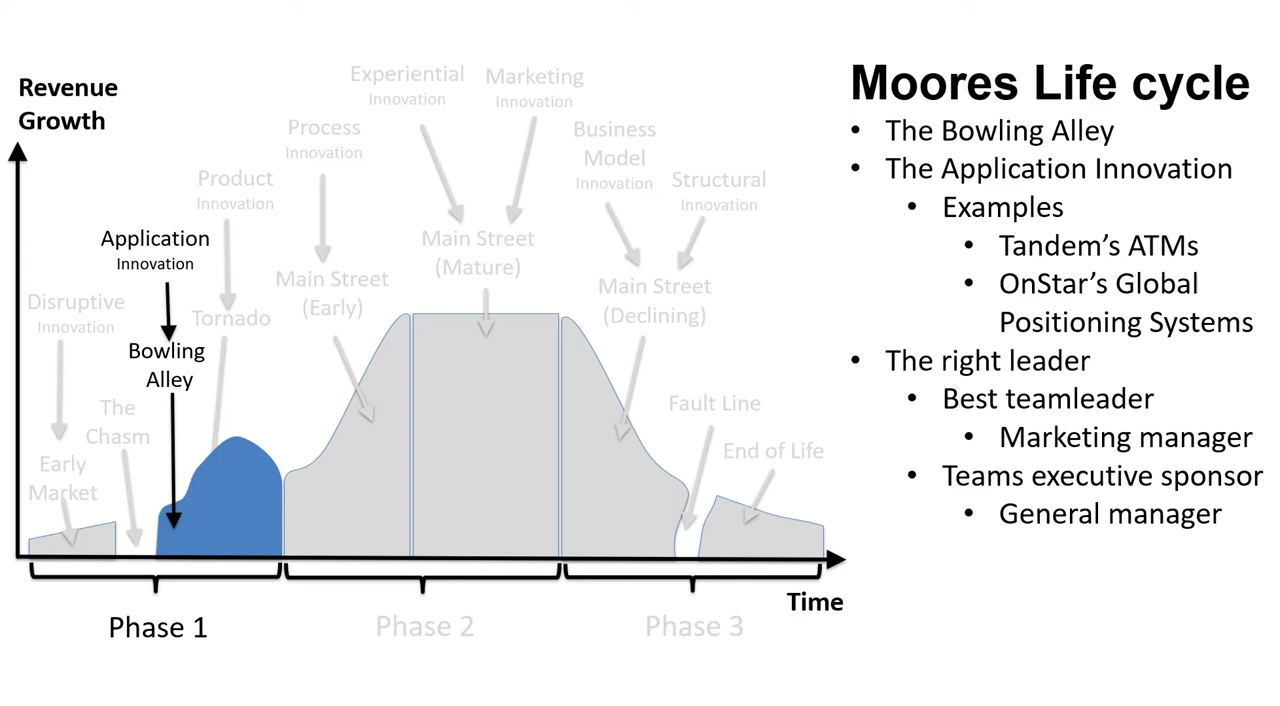 Revenue
Growth
Experiential
Innovation
Marketing
Innovation
Process
Innovation
Business
Model
Innovation
Product
Innovation
Structural
Innovation
Application
Innovation
Main Street
(Mature)
Main Street
(Early)
Main Street
(Declining)
Disruptive
Innovation
Tornado
Bowling
Alley
The
Chasm
Fault Line
Early
Market
End of Life
Time
Phase 1
Phase 2
Phase 3
Moores Life cycle
• The Bowling Alley
• The Application Innovation
• Examples
• Tandem’s ATMs
• OnStar’s Global
Positioning Systems
• The right leader
• Best teamleader
• Marketing manager
• Teams executive sponsor
• General manager